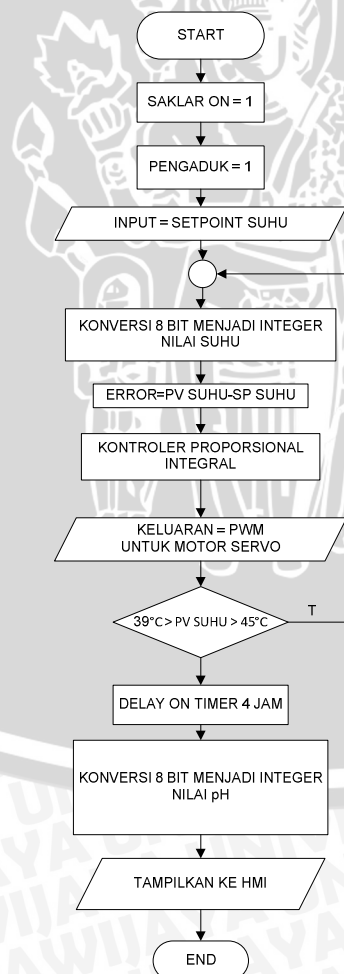 START
SAKLAR ON = 1
PENGADUK = 1
INPUT = SETPOINT SUHU
KONVERSI 8 BIT MENJADI INTEGER
NILAI SUHU
ERROR=PV SUHU-SP SUHU
KONTROLER PROPORSIONAL
INTEGRAL
KELUARAN = PWM
UNTUK MOTOR SERVO
39°C > PV SUHU > 45°C
T
DELAY ON TIMER 4 JAM
KONVERSI 8 BIT MENJADI INTEGER
NILAI pH
TAMPILKAN KE HMI
END